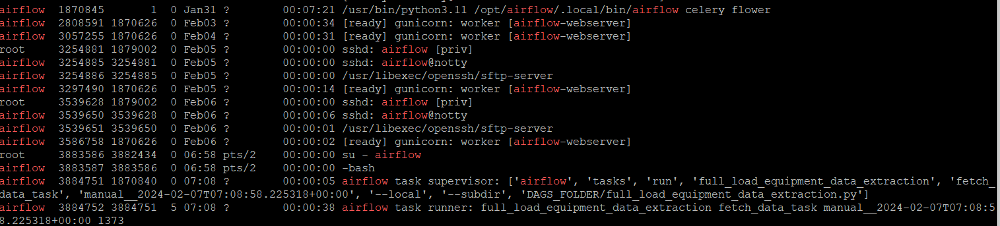 airflow  1870845       1  0 Jan31 ?        00:07:21 /usr/bin/python3.11 /opt/airflow/.local/bin/airflow celery flower
airflow  2808591 1870626  0 Feb03 ?        00:00:34 [ready] gunicorn: worker [airflow-webserver]
airflow  3057255 1870626  0 Feb04 ?        00:00:31 [ready] gunicorn: worker [airflow-webserver]
root     3254881 1879002  0 Feb05 ?        00:00:00 sshd: airflow [priv]
airflow  3254885 3254881  0 Feb05 ?        00:00:00 sshd: airflow@notty
airflow  3254886 3254885  0 Feb05 ?        00:00:00 /usr/libexec/openssh/sftp-server
airflow  3297490 1870626  0 Feb05 ?        00:00:14 [ready] gunicorn: worker [airflow-webserver]
root     3539628 1879002  0 Feb06 ?        00:00:00 sshd: airflow [priv]
airflow  3539650 3539628  0 Feb06 ?        00:00:06 sshd: airflow@notty
airflow  3539651 3539650  0 Feb06 ?        00:00:01 /usr/libexec/openssh/sftp-server
airflow  3586758 1870626  0 Feb06 ?        00:00:02 [ready] gunicorn: worker [airflow-webserver]
root     3883586 3882434  0 06:58 pts/2    00:00:00 su - airflow
airflow  3883587 3883586  0 06:58 pts/2    00:00:00 -bash
airflow  3884751 1870840  0 07:08 ?        00:00:05 airflow task supervisor: ['airflow', 'tasks', 'run', 'full_load_equipment_data_extraction', 'fetch_
data_task', 'manual__2024-02-07T07:08:58.225318+00:00', '--local', '--subdir', 'DAGS_FOLDER/full_load_equipment_data_extraction.py']
airflow  3884752 3884751  5 07:08 ?        00:00:38 airflow task runner: full_load_equipment_data_extraction fetch_data_task manual__2024-02-07T07:08:5
8.225318+00:00 1373